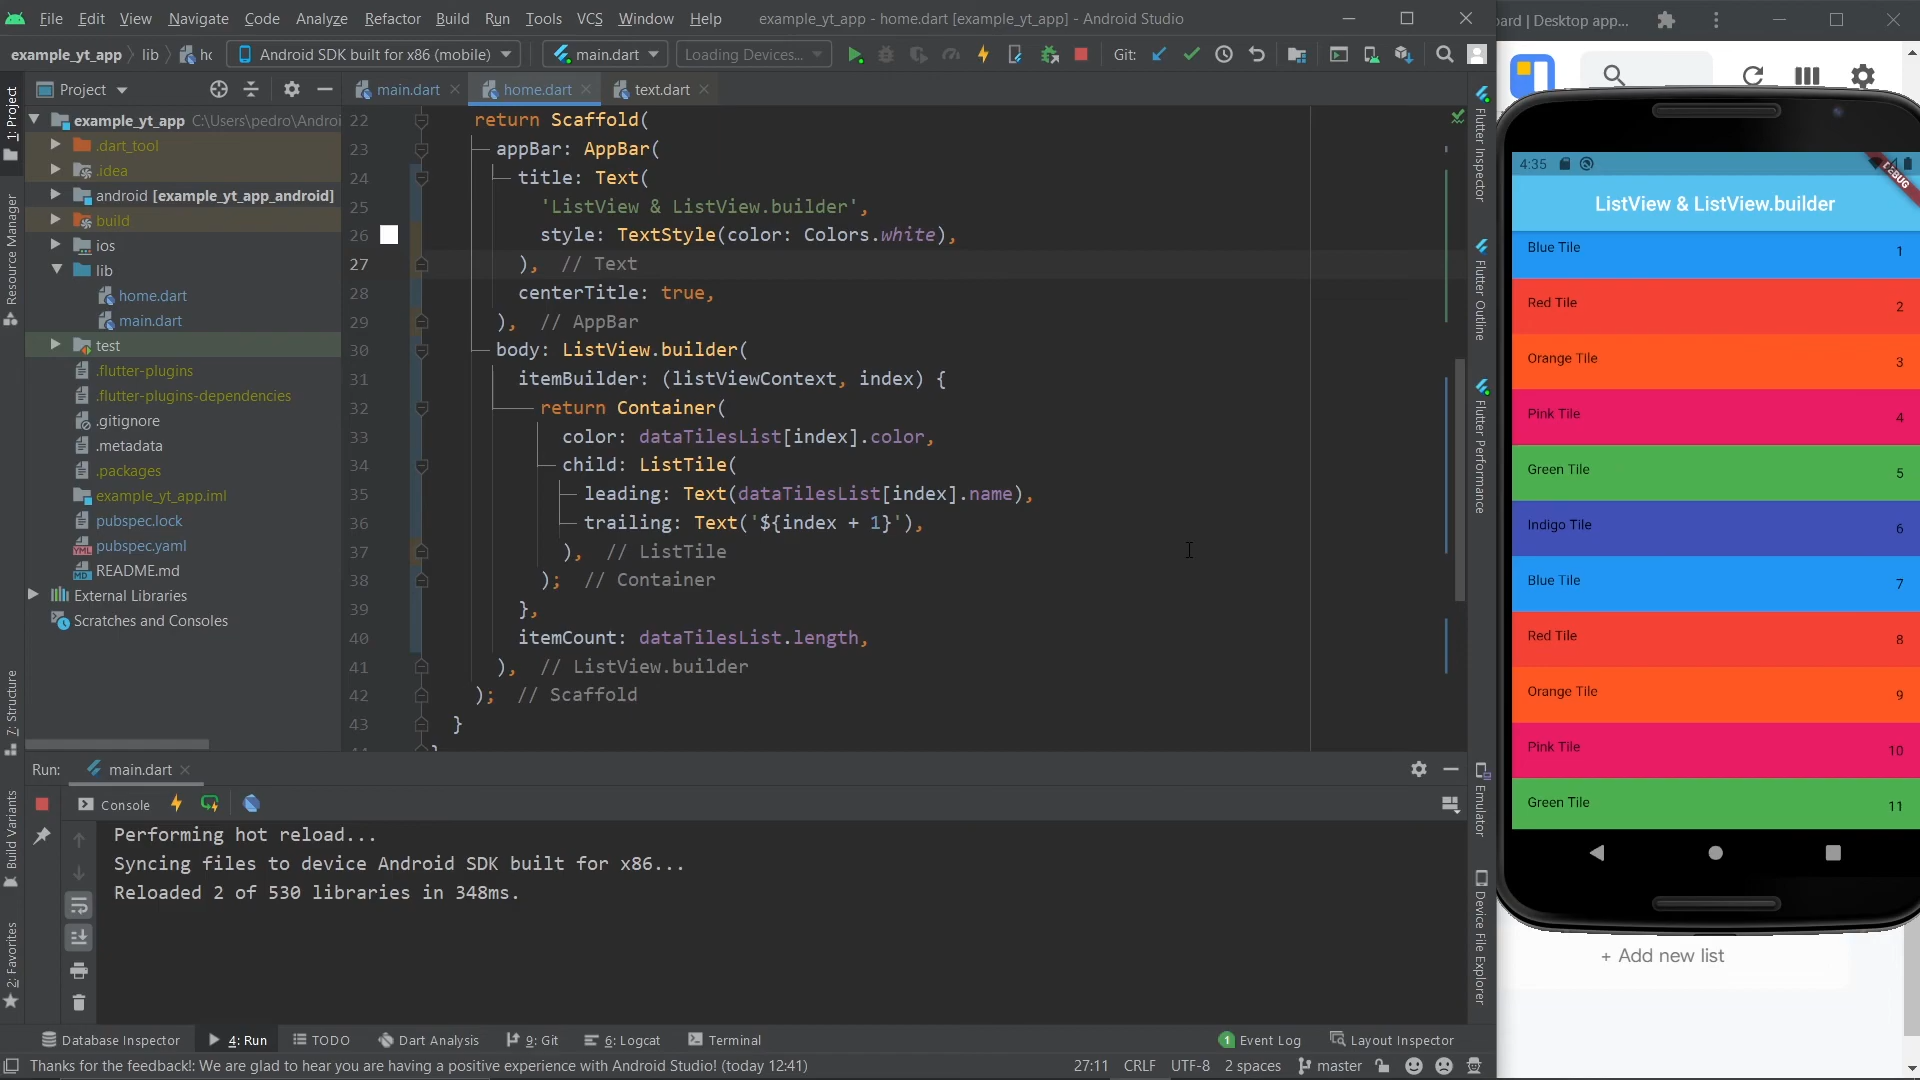 File Edit View Navigate Code Analyze Refactor Build Run Tools VCS Window Help example_yt_app - home.dart [example_yt_app] - Android Studio
oard | Desktop app...
example_yt_app lib hc Android SDK built for x86 (mobile) main.dart Loading Devices... Git:
Project main.dart home.dart text.dart
example_yt_app C:\Users\pedro\Androi
.dart_tool
.idea
android [example_yt_app_android]
build
ios
lib
home.dart
main.dart
test
.flutter-plugins
.flutter-plugins-dependencies
.gitignore
.metadata
.packages
example_yt_app.iml
pubspec.lock
pubspec.yaml
README.md
External Libraries
Scratches and Consoles
1: Project
Resource Manager
7: Structure
Build Variants
2: Favorites
22 return Scaffold(
23 appBar: AppBar(
24 title: Text(
25 'ListView & ListView.builder',
26 style: TextStyle(color: Colors.white),
27 ), // Text
28 centerTitle: true,
29 ), // AppBar
30 body: ListView.builder(
31 itemBuilder: (listViewContext, index) {
32 return Container(
33 color: dataTilesList[index].color,
34 child: ListTile(
35 leading: Text(dataTilesList[index].name),
36 trailing: Text('${index + 1}'),
37 ), // ListTile
38 ); // Container
39 },
40 itemCount: dataTilesList.length,
41 ), // ListView.builder
42 ); // Scaffold
43 }
Flutter Inspector
Flutter Outline
Flutter Performance
Emulator
Device File Explorer
4:35
DEBUG
ListView & ListView.builder
Blue Tile 1
Red Tile 2
Orange Tile 3
Pink Tile 4
Green Tile 5
Indigo Tile 6
Blue Tile 7
Red Tile 8
Orange Tile 9
Pink Tile 10
Green Tile 11
+ Add new list
Run: main.dart
Console
Performing hot reload...
Syncing files to device Android SDK built for x86...
Reloaded 2 of 530 libraries in 348ms.
Database Inspector 4: Run TODO Dart Analysis 9: Git 6: Logcat Terminal 1 Event Log Layout Inspector
Thanks for the feedback!: We are glad to hear you are having a positive experience with Android Studio! (today 12:41) 27:11 CRLF UTF-8 2 spaces master